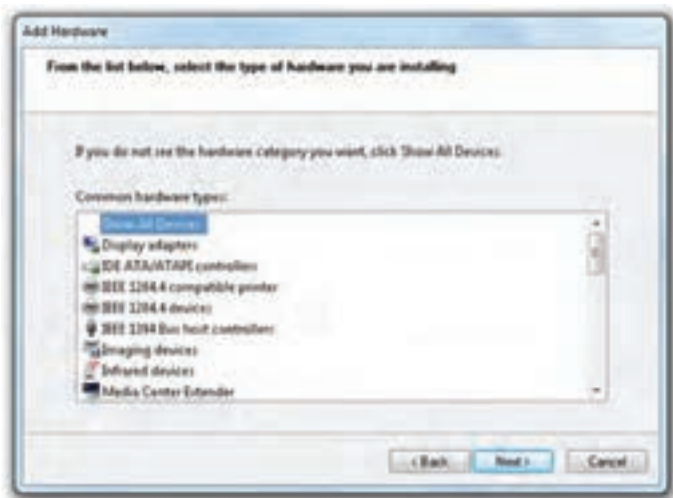 Add Hardware
From the list below, select the type of hardware you are installing
If you do not see the hardware category you want, click Show All Devices.
Common hardware types:
Show All Devices
Display adapters
IDE ATA/ATAPI controllers
IEEE 1284.4 compatible printer
IEEE 1284.4 devices
IEEE 1394 Bus host controllers
Imaging devices
Infrared devices
Media Center Extender
< Back Next > Cancel